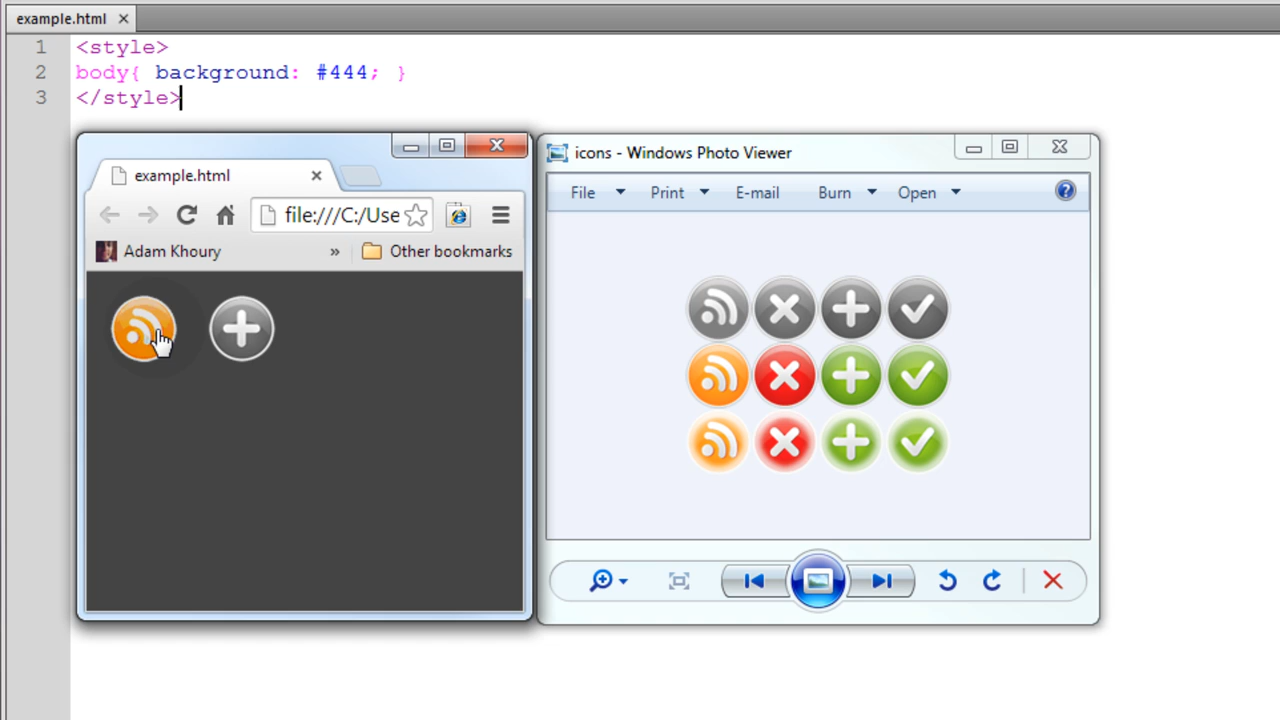 example.html
1 <style>
2 body{ background: #444; }
3 </style>
example.html
file:///C:/Use
Adam Khoury » Other bookmarks
icons - Windows Photo Viewer
File Print E-mail Burn Open